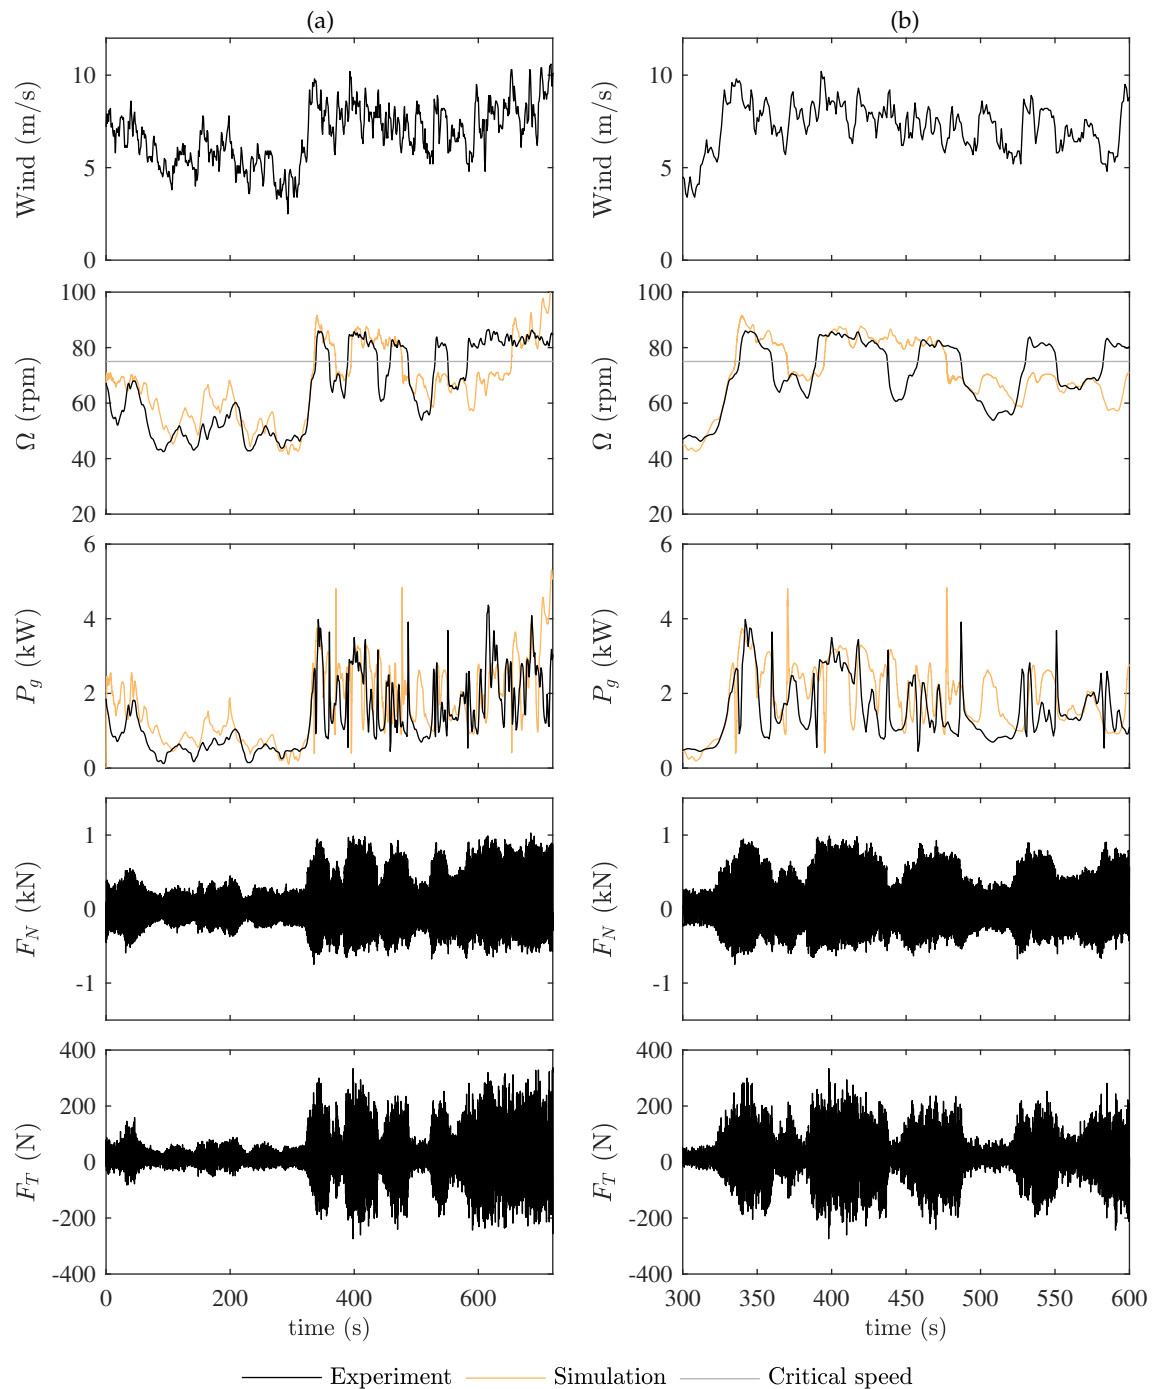 (a) (b)
Wind (m/s) 10 5 0 Wind (m/s) 10 5 0
Ω (rpm) 100 80 60 40 20 Ω (rpm) 100 80 60 40 20
P_g (kW) 6 4 2 0 P_g (kW) 6 4 2 0
F_N (kN) 1 0 -1 F_N (kN) 1 0 -1
F_T (N) 400 200 0 -200 -400 F_T (N) 400 200 0 -200 -400
0 200 400 600 300 350 400 450 500 550 600
time (s) time (s)
Experiment Simulation Critical speed